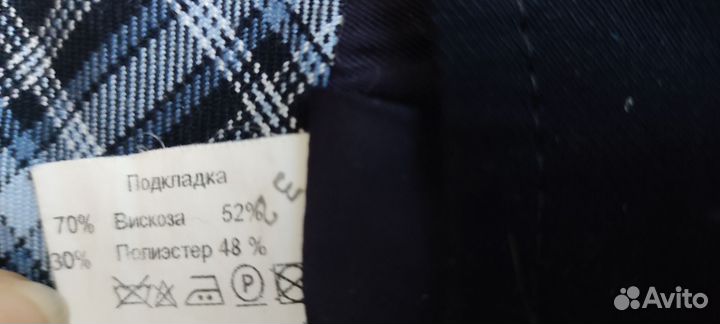 Подкладка
70% Вискоза 52%
30% Полиэстер 48 %
P
Avito